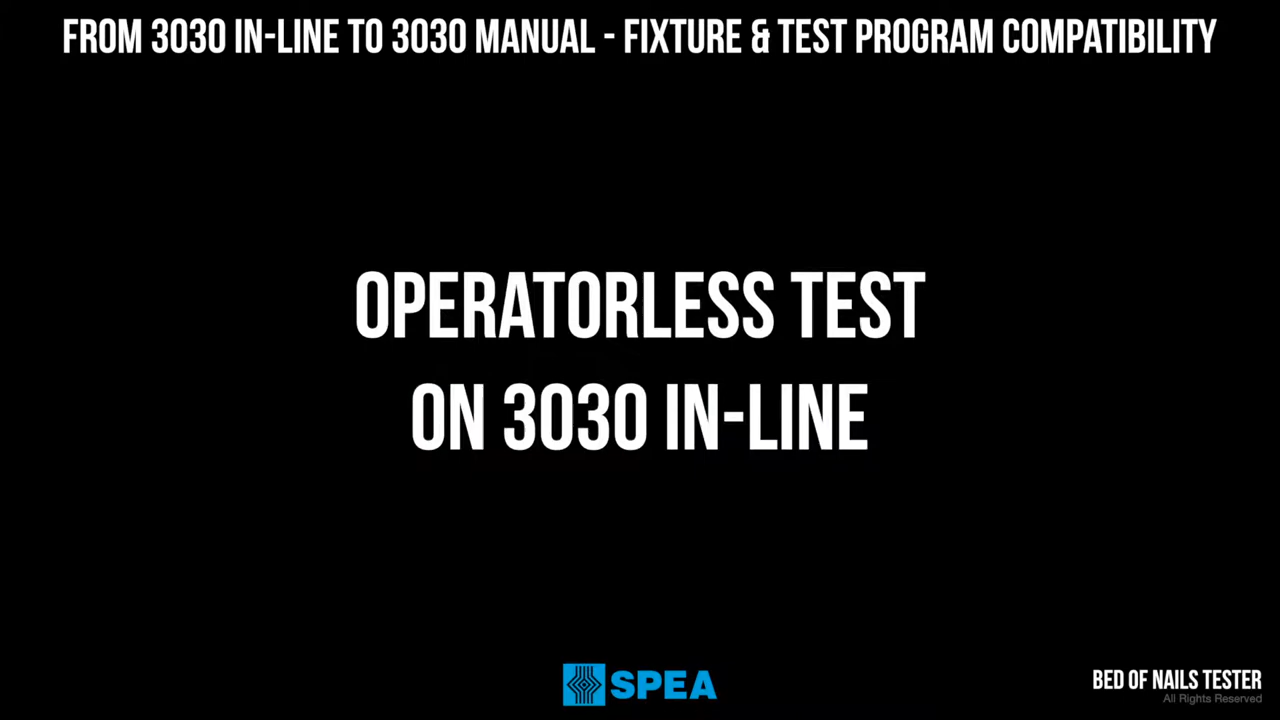 FROM 3030 IN-LINE TO 3030 MANUAL - FIXTURE & TEST PROGRAM COMPATIBILITY
OPERATORLESS TEST
ON 3030 IN-LINE
SPEA
BED OF NAILS TESTER
All Rights Reserved